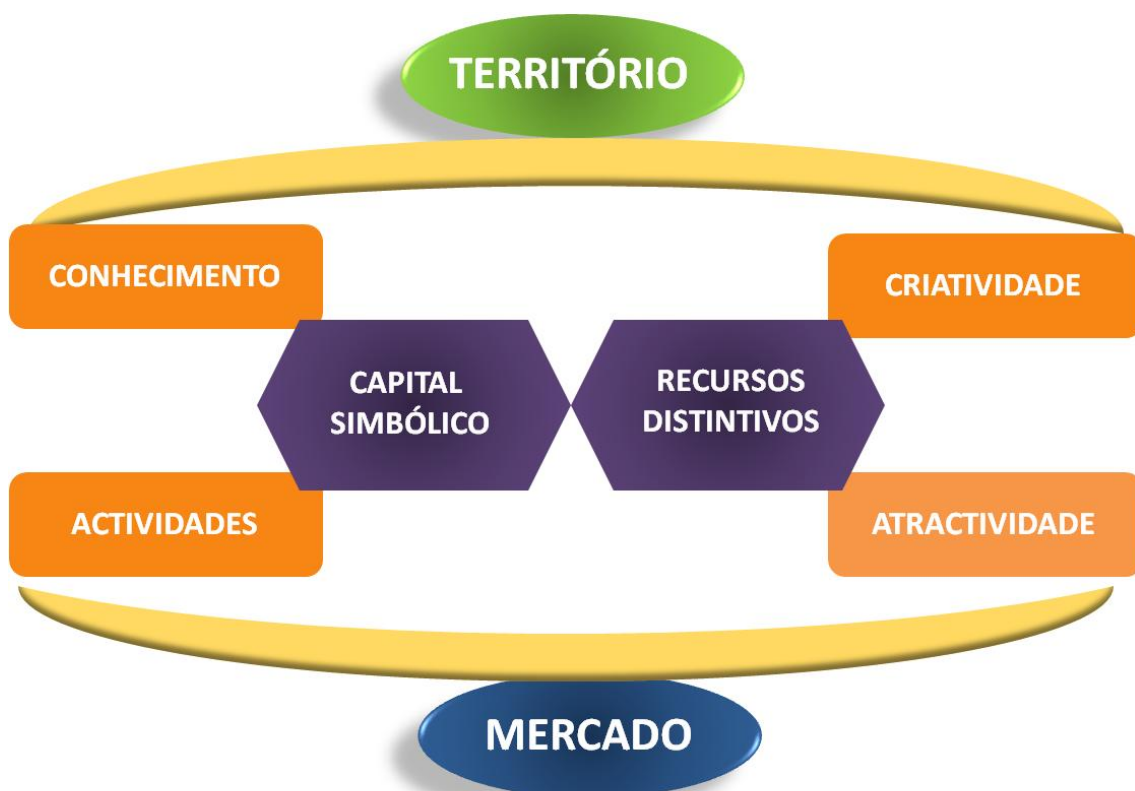 TERRITÓRIO
CONHECIMENTO
CRIATIVIDADE
CAPITAL
SIMBÓLICO
RECURSOS
DISTINTIVOS
ACTIVIDADES
ATRACTIVIDADE
MERCADO